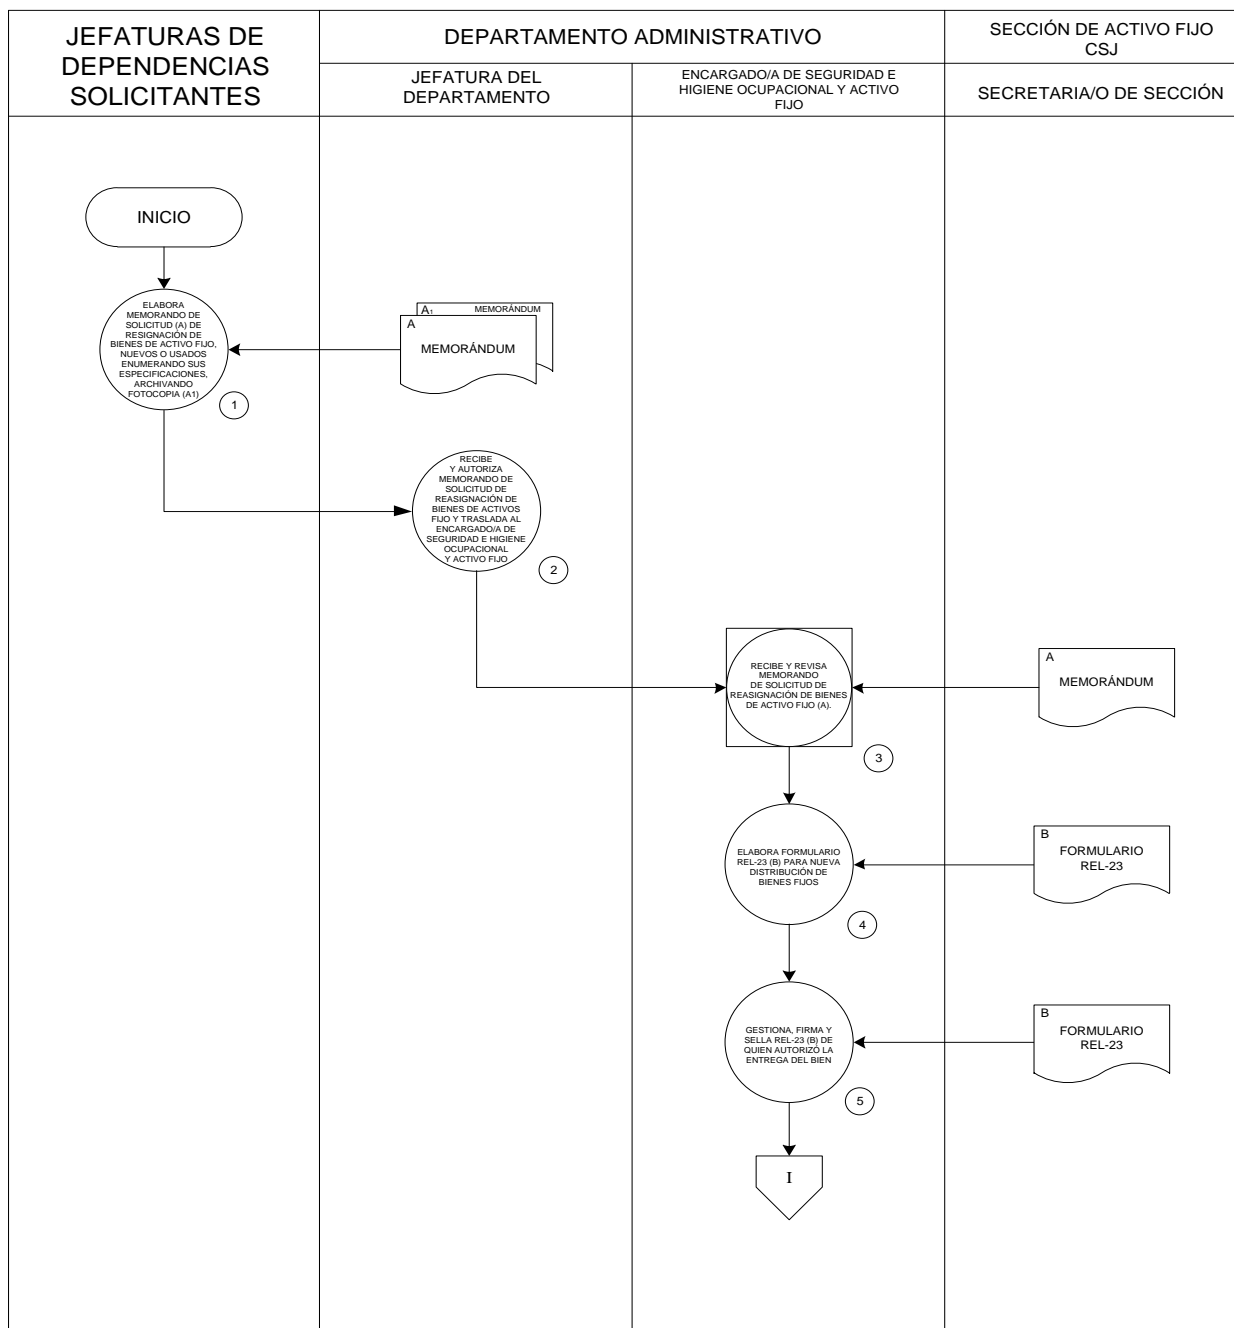 JEFATURAS DE
DEPENDENCIAS
SOLICITANTES
DEPARTAMENTO ADMINISTRATIVO
SECCIÓN DE ACTIVO FIJO
CSJ
JEFATURA DEL
DEPARTAMENTO
ENCARGADO/A DE SEGURIDAD E
HIGIENE OCUPACIONAL Y ACTIVO
FIJO
SECRETARIA/O DE SECCIÓN
INICIO
ELABORA
MEMORANDO DE
SOLICITUD (A) DE
RESIGNACIÓN DE
BIENES DE ACTIVO FIJO,
NUEVOS O USADOS
ENUMERANDO SUS
ESPECIFICACIONES,
ARCHIVANDO
FOTOCOPIA (A1)
1
A1 MEMORÁNDUM
A
MEMORÁNDUM
RECIBE
Y AUTORIZA
MEMORANDO DE
SOLICITUD DE
REASIGNACIÓN DE
BIENES DE ACTIVOS
FIJO Y TRASLADA AL
ENCARGADO/A DE
SEGURIDAD E HIGIENE
OCUPACIONAL
Y ACTIVO FIJO
2
RECIBE Y REVISA
MEMORANDO
DE SOLICITUD DE
REASIGNACIÓN DE BIENES
DE ACTIVO FIJO (A).
3
A
MEMORÁNDUM
ELABORA FORMULARIO
REL-23 (B) PARA NUEVA
DISTRIBUCIÓN DE
BIENES FIJOS
4
B
FORMULARIO
REL-23
GESTIONA, FIRMA Y
SELLA REL-23 (B) DE
QUIEN AUTORIZÓ LA
ENTREGA DEL BIEN
5
B
FORMULARIO
REL-23
I